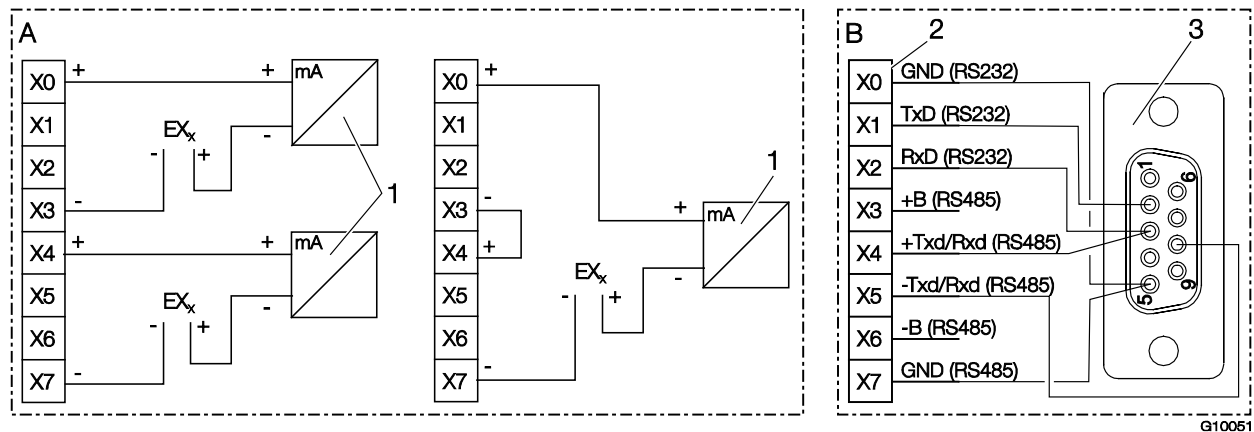 A
X0
X1
X2
X3
X4
X5
X6
X7
+
+
mA
-
EXx
-
+
-
+
+
mA
-
EXx
-
+
-
1
X0
X1
X2
X3
X4
X5
X6
X7
+
-
+
-
+
mA
-
EXx
-
+
1
B
2
3
X0 GND (RS232)
X1 TxD (RS232)
X2 RxD (RS232)
X3 +B (RS485)
X4 +Txd/Rxd (RS485)
X5 -Txd/Rxd (RS485)
X6 -B (RS485)
X7 GND (RS485)
1
6
5
9
G10051